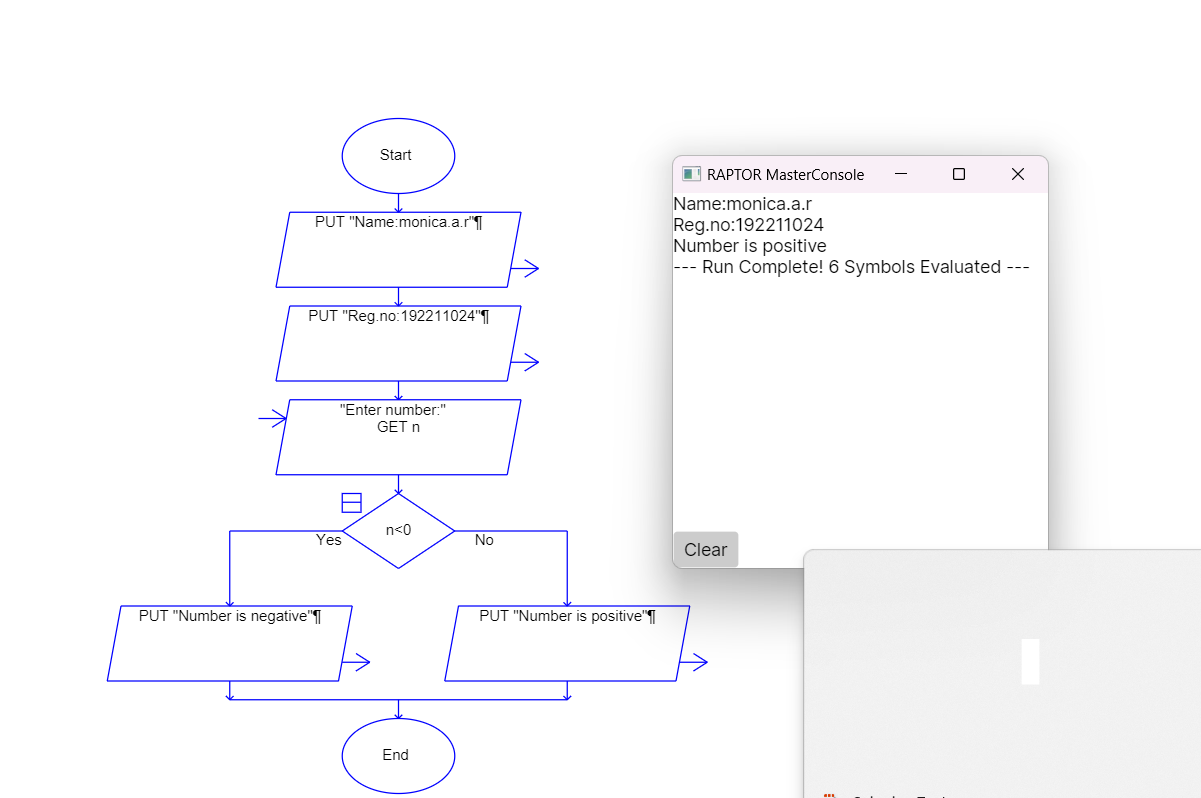 Start
PUT "Name:monica.a.r"¶
PUT "Reg.no:192211024"¶
"Enter number:"
GET n
n<0
Yes
No
PUT "Number is negative"¶
PUT "Number is positive"¶
End
RAPTOR MasterConsole
Name:monica.a.r
Reg.no:192211024
Number is positive
--- Run Complete! 6 Symbols Evaluated ---
Clear